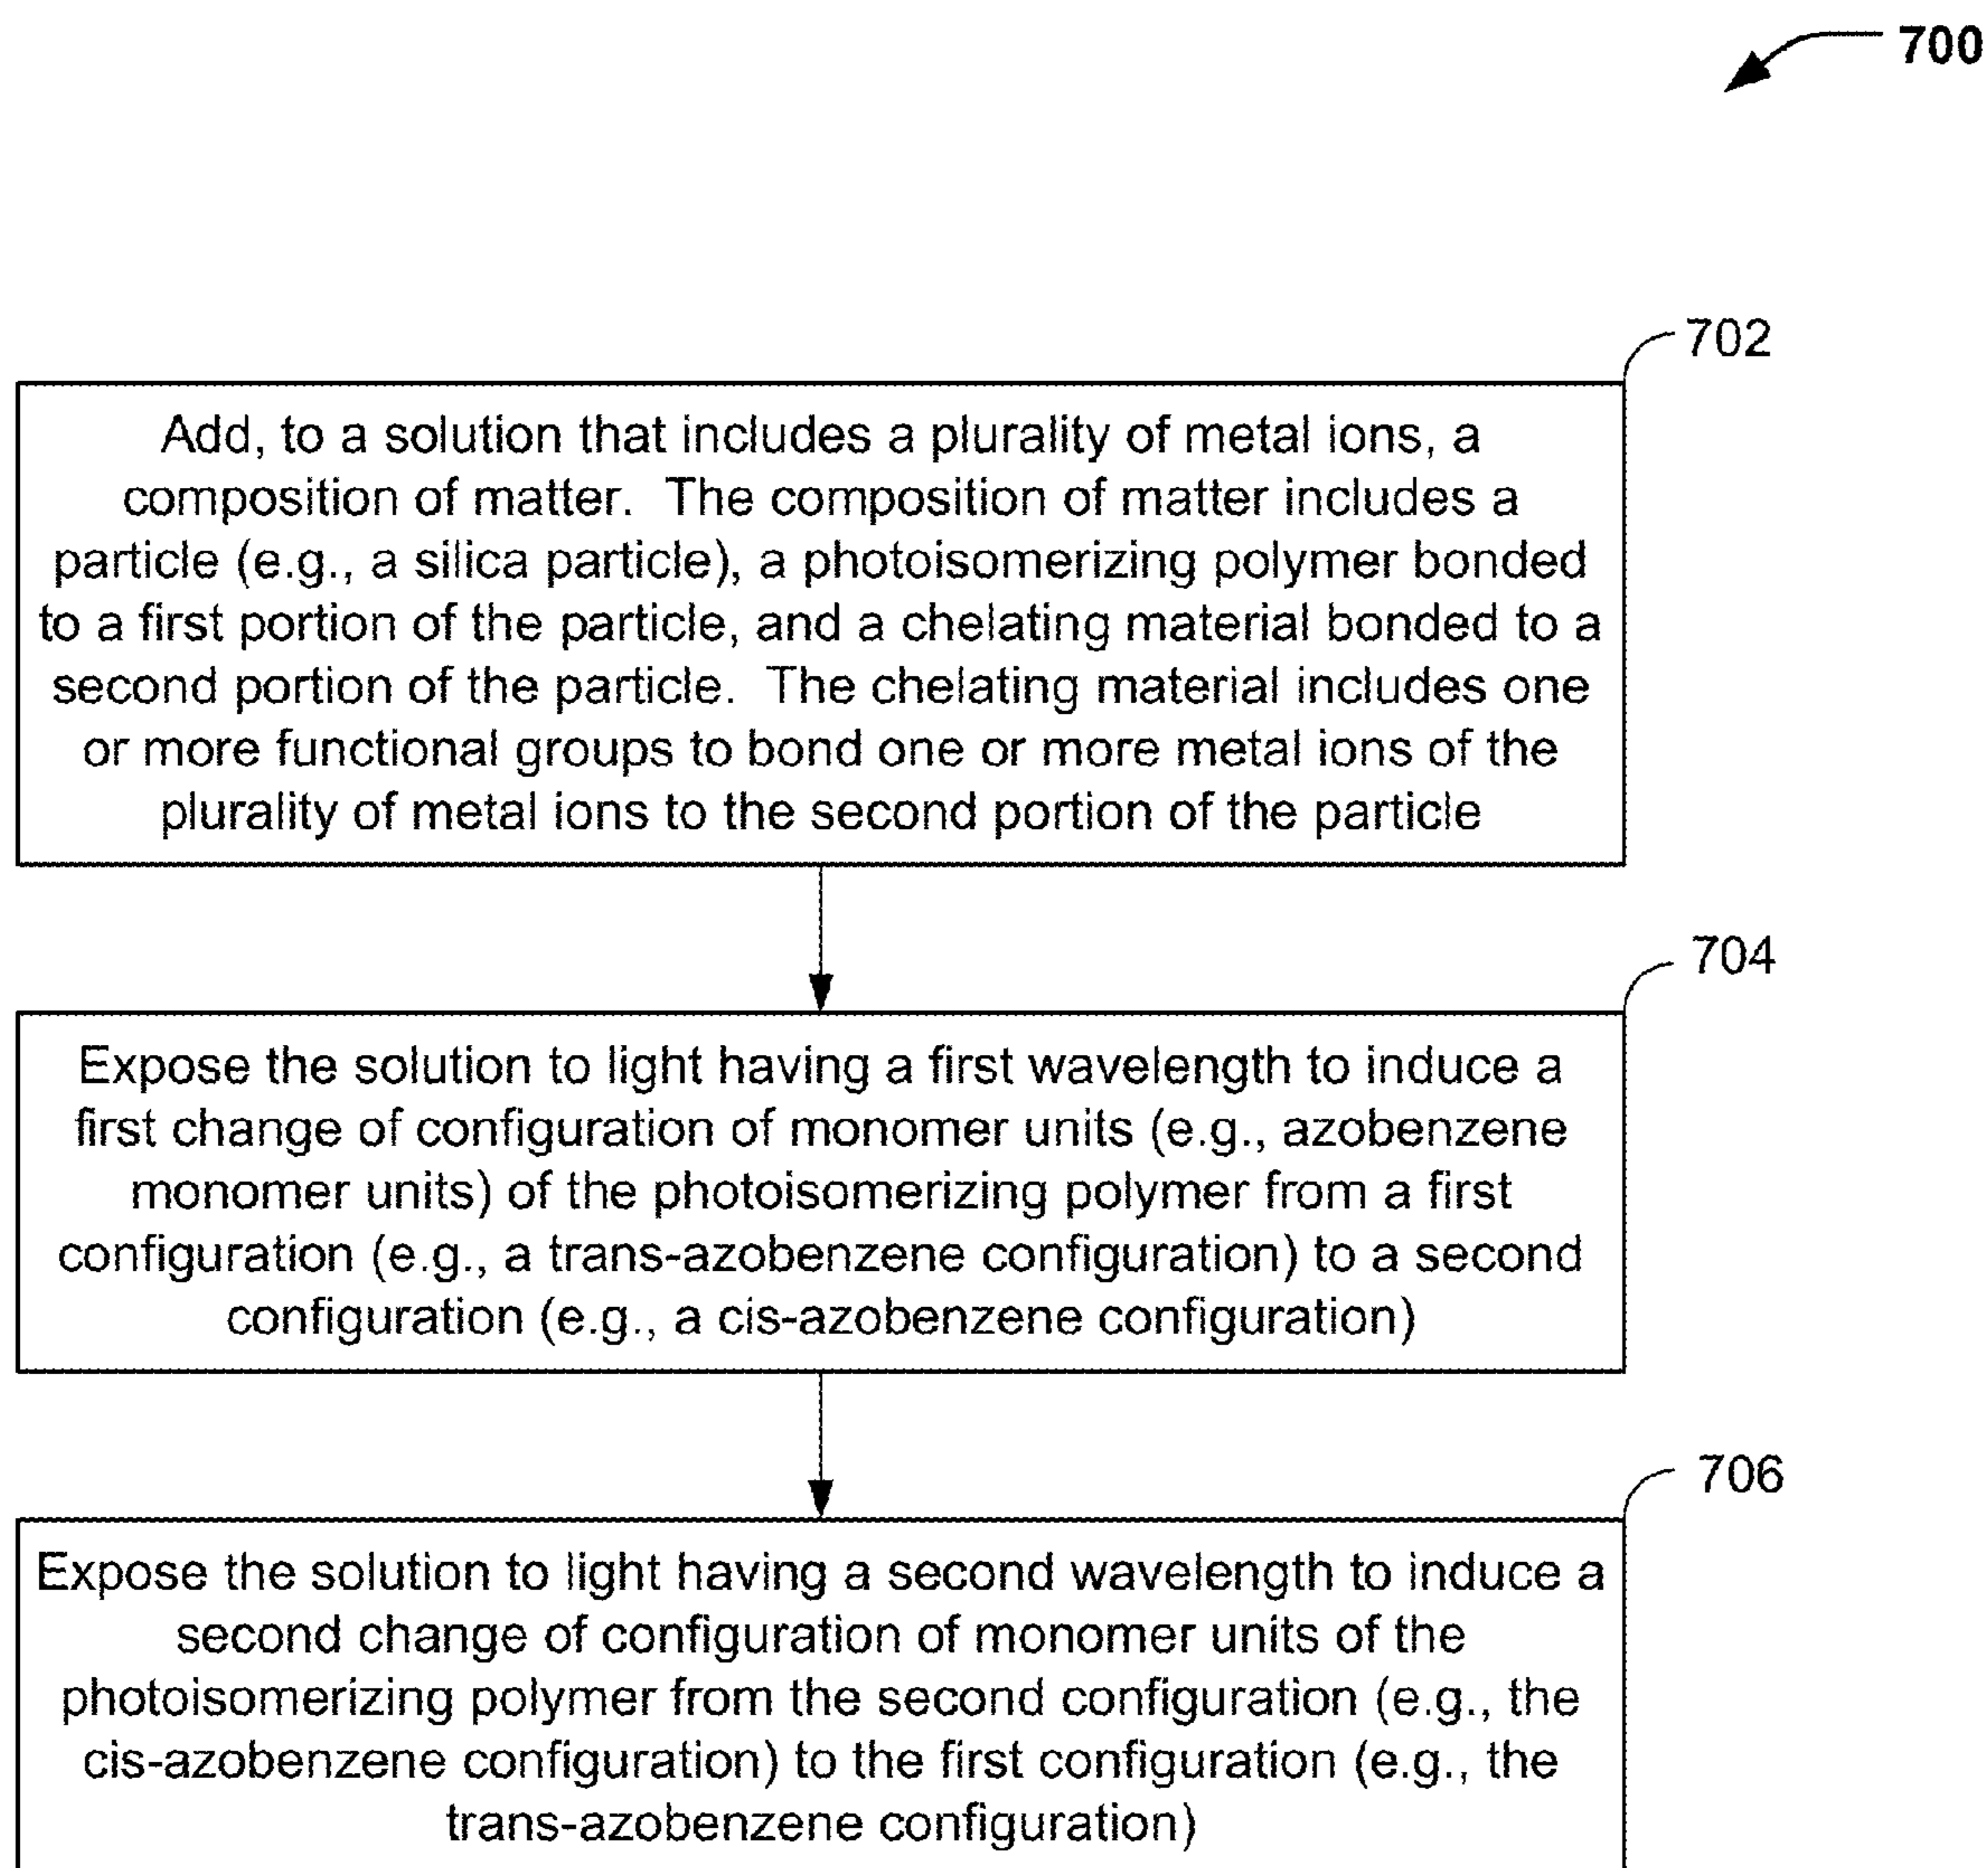 700
702
Add, to a solution that includes a plurality of metal ions, a
composition of matter. The composition of matter includes a
particle (e.g., a silica particle), a photoisomerizing polymer bonded
to a first portion of the particle, and a chelating material bonded to a
second portion of the particle. The chelating material includes one
or more functional groups to bond one or more metal ions of the
plurality of metal ions to the second portion of the particle
704
Expose the solution to light having a first wavelength to induce a
first change of configuration of monomer units (e.g., azobenzene
monomer units) of the photoisomerizing polymer from a first
configuration (e.g., a trans-azobenzene configuration) to a second
configuration (e.g., a cis-azobenzene configuration)
706
Expose the solution to light having a second wavelength to induce a
second change of configuration of monomer units of the
photoisomerizing polymer from the second configuration (e.g., the
cis-azobenzene configuration) to the first configuration (e.g., the
trans-azobenzene configuration)